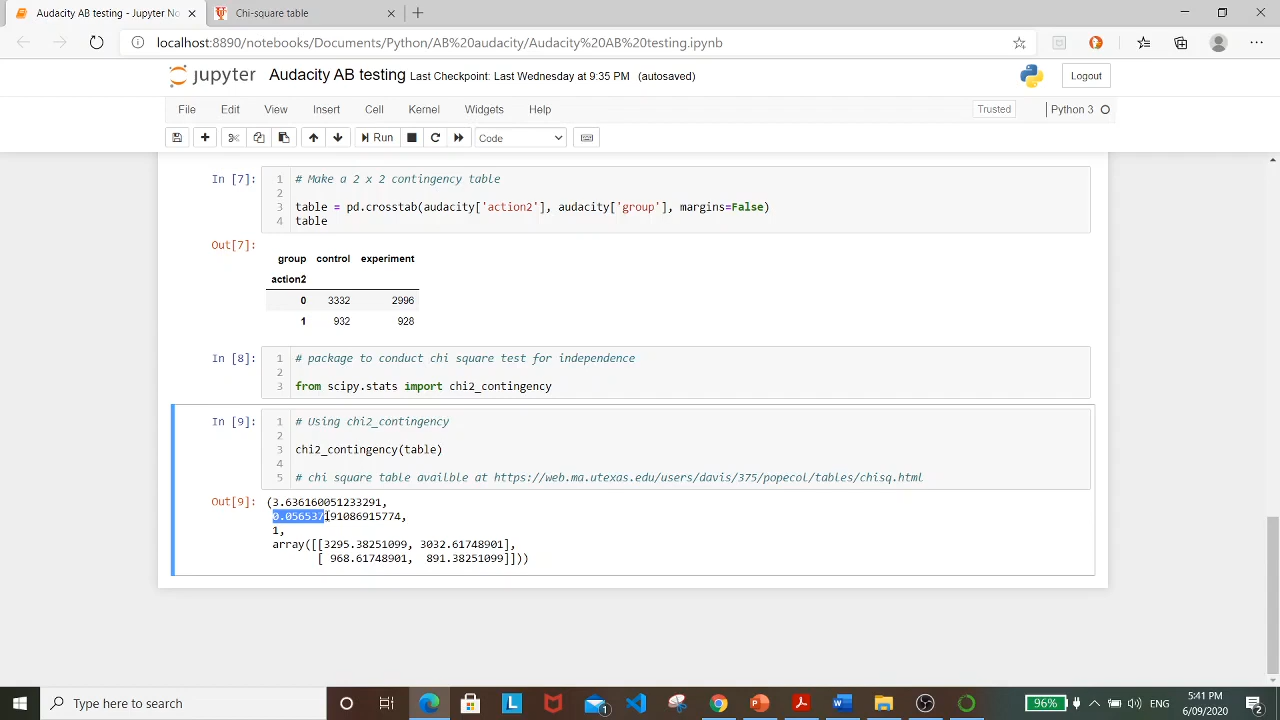 Audacity AB testing - Jupyter No
Chi-square table
localhost:8890/notebooks/Documents/Python/AB%20audacity/Audacity%20AB%20testing.ipynb
jupyter Audacity AB testing Last Checkpoint: Last Wednesday at 3:33 PM (autosaved)
Logout
File Edit View Insert Cell Kernel Widgets Help
Trusted Python 3
Run Code
In [7]: 1 # Make a 2 x 2 contingency table
2
3 table = pd.crosstab(audacity['action2'], audacity['group'], margins=False)
4 table
Out[7]:
group control experiment
action2
0 3332 2996
1 932 928
In [8]: 1 # package to conduct chi square test for independence
2
3 from scipy.stats import chi2_contingency
In [9]: 1 # Using chi2_contingency
2
3 chi2_contingency(table)
4
5 # chi square table availble at https://web.ma.utexas.edu/users/davis/375/popecol/tables/chisq.html
Out[9]: (3.636160051233291,
0.056537191086915774,
1,
array([[3295.38251099, 3032.61748901],
[ 968.61748901, 891.38251099]]))
Type here to search
L
W
1
96%
ENG
5:41 PM
6/09/2020
2